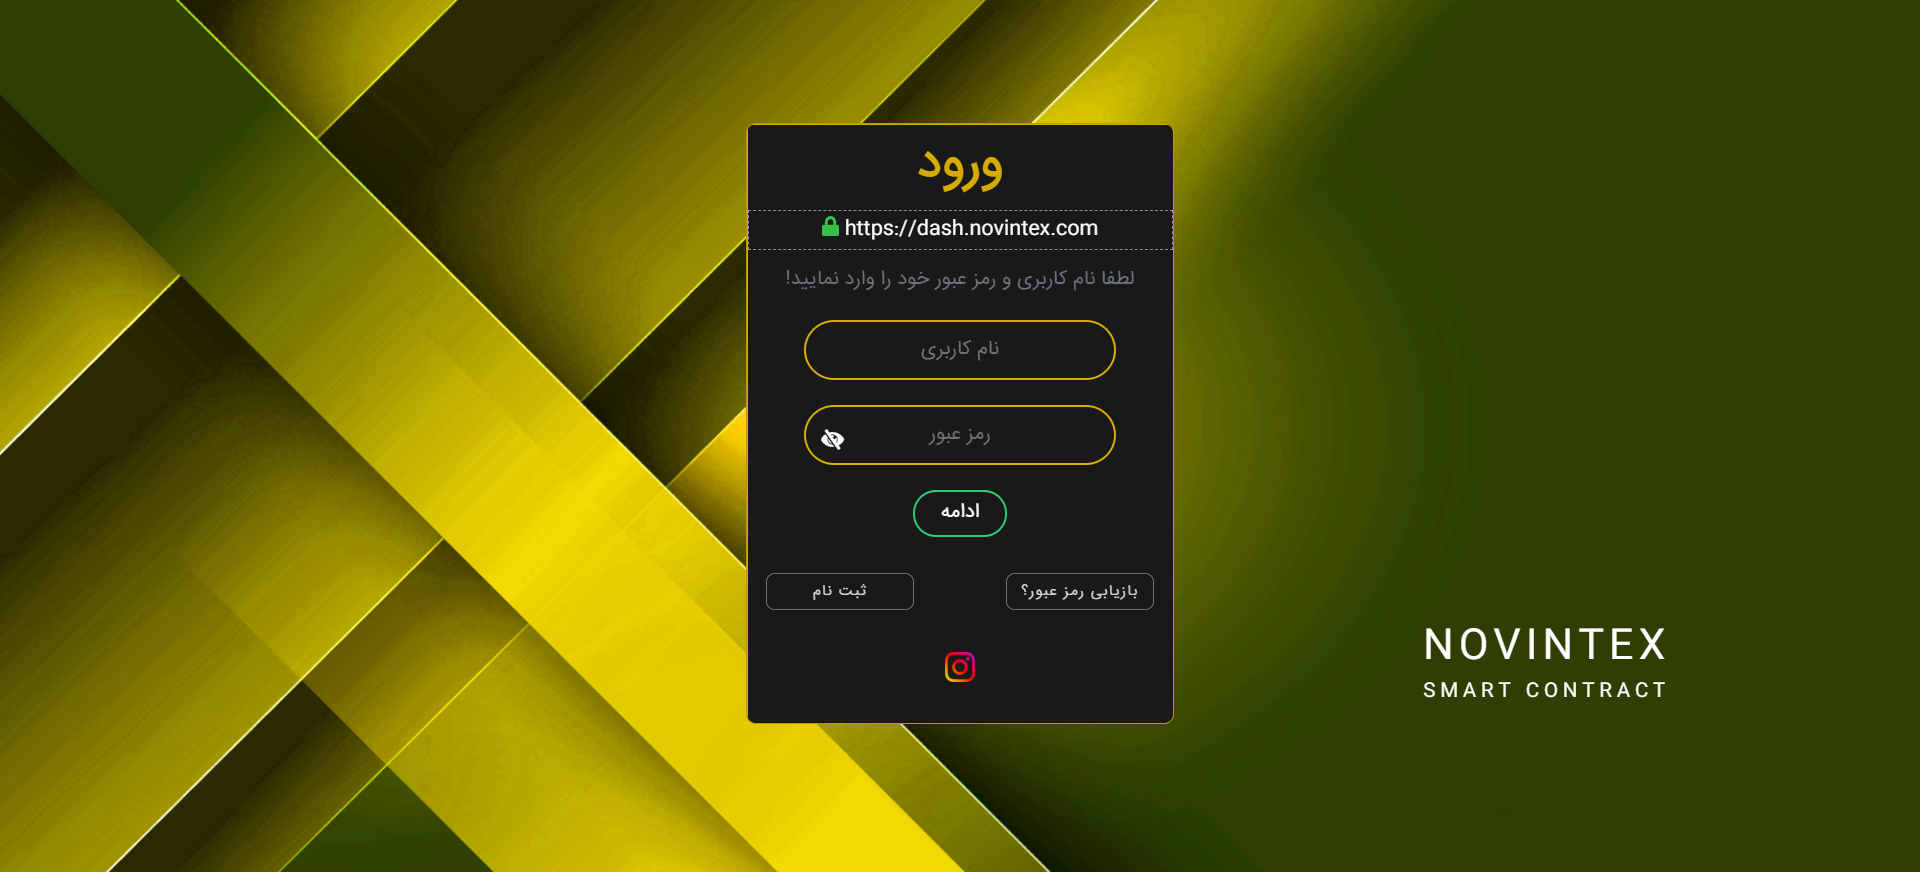 ورود
https://dash.novintex.com
لطفا نام کاربری و رمز عبور خود را وارد نمایید!
نام کاربری
رمز عبور
ادامه
بازیابی رمز عبور؟
ثبت نام
NOVINTEX
SMART CONTRACT